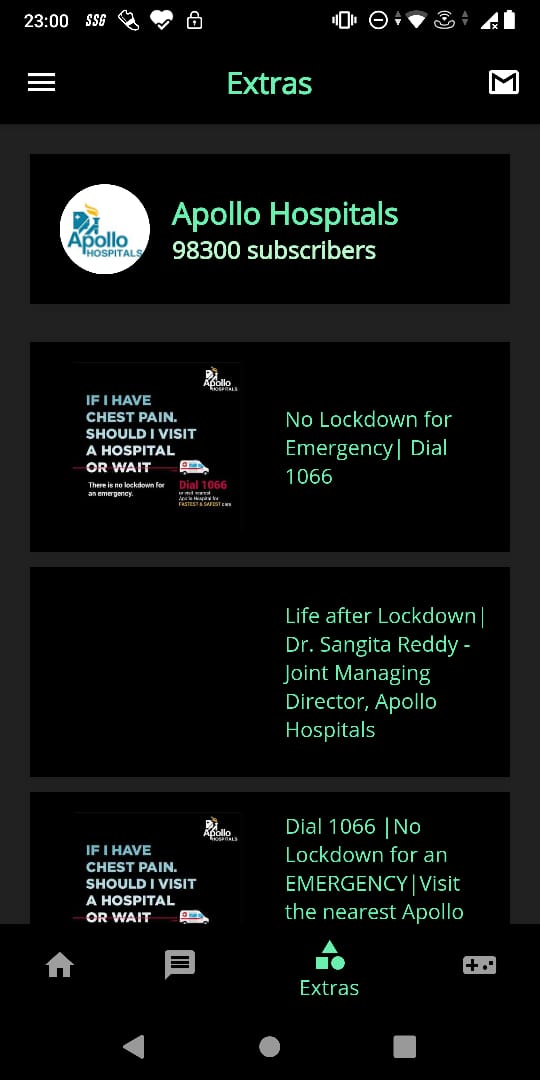 23:00 SSG
Extras
Apollo
HOSPITALS
Apollo Hospitals
98300 subscribers
Apollo
HOSPITALS
IF I HAVE
CHEST PAIN.
SHOULD I VISIT
A HOSPITAL
OR WAIT
There is no lockdown for
an emergency.
Dial 1066
or visit nearest
Apollo Hospital for
FASTEST & SAFEST care
No Lockdown for
Emergency| Dial
1066
Life after Lockdown|
Dr. Sangita Reddy -
Joint Managing
Director, Apollo
Hospitals
Apollo
HOSPITALS
IF I HAVE
CHEST PAIN.
SHOULD I VISIT
A HOSPITAL
OR WAIT
Dial 1066 |No
Lockdown for an
EMERGENCY|Visit
the nearest Apollo
Extras